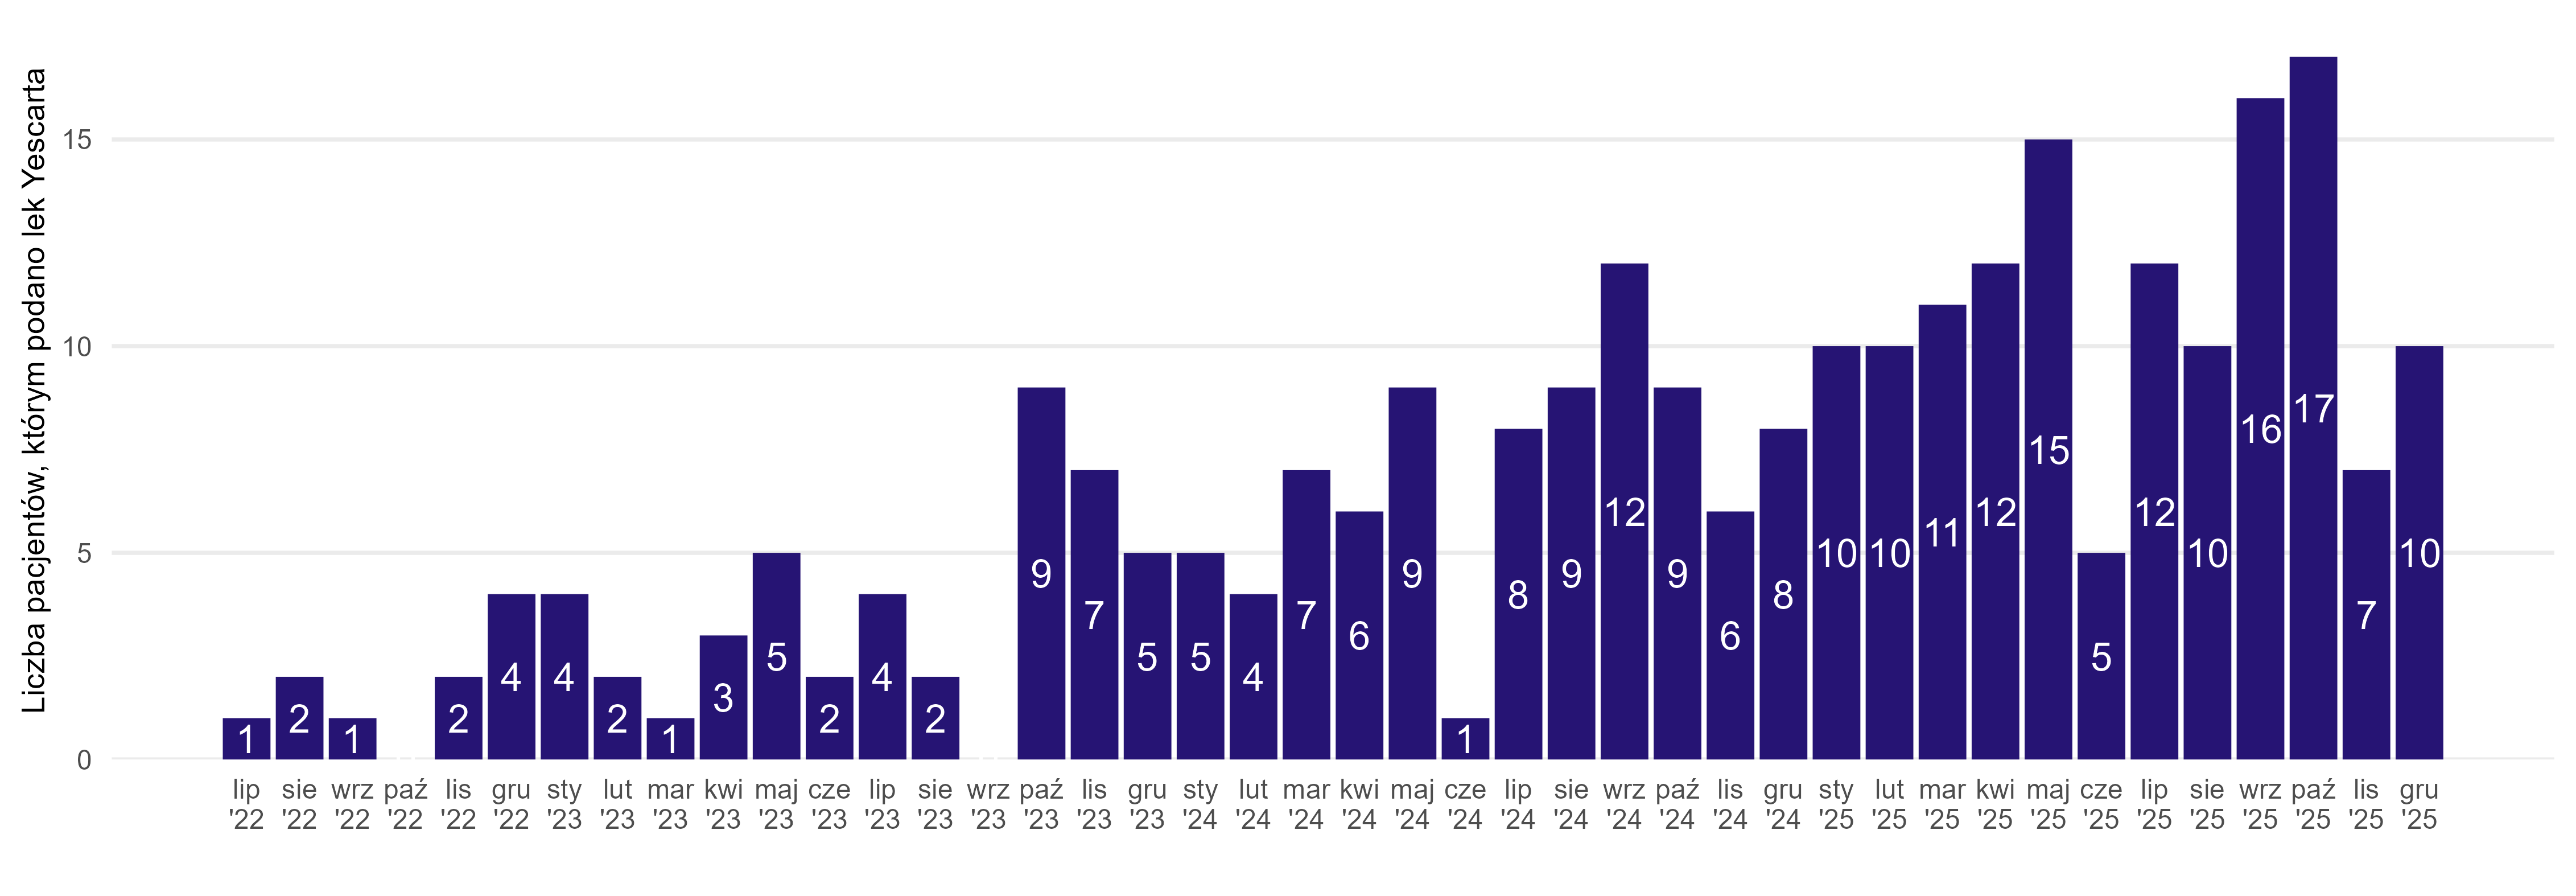 Liczba pacjentów, którym podano lek Yescarta
15
10
5
0
1 2 1 2 4 4 2 1 3 5 2 4 2 9 7 5 5 4 7 6 9 1 8 9 12 9 6 8 10 10 11 12 15 5 12 10 16 17 7 10
lip sie wrz paź lis gru sty lut mar kwi maj cze lip sie wrz paź lis gru sty lut mar kwi maj cze lip sie wrz paź lis gru sty lut mar kwi maj cze lip sie wrz paź lis gru
'22 '22 '22 '22 '22 '22 '23 '23 '23 '23 '23 '23 '23 '23 '23 '23 '23 '23 '24 '24 '24 '24 '24 '24 '24 '24 '24 '24 '24 '24 '25 '25 '25 '25 '25 '25 '25 '25 '25 '25 '25 '25